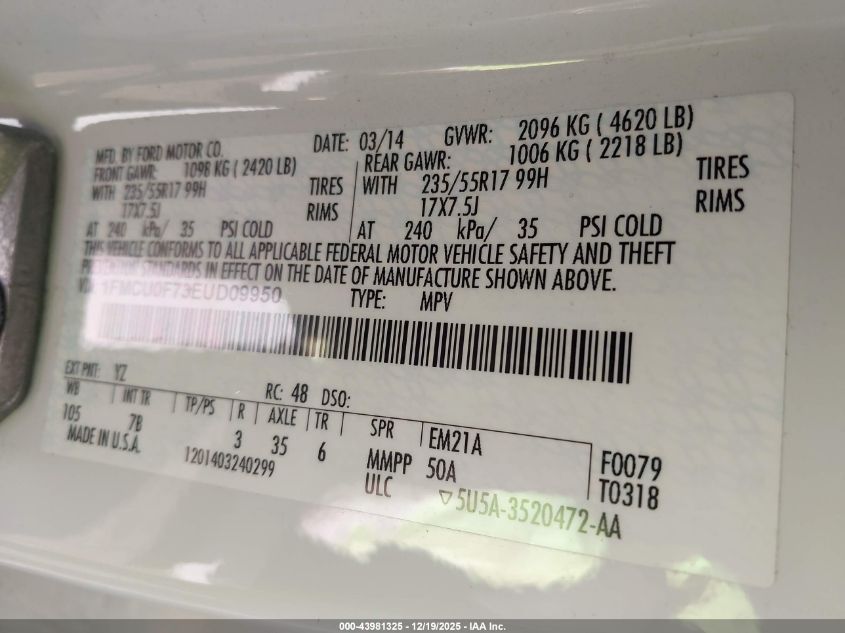 MFD. BY FORD MOTOR CO. DATE: 03/14 GVWR: 2096 KG ( 4620 LB)
FRONT GAWR: 1098 KG ( 2420 LB) REAR GAWR: 1006 KG ( 2218 LB)
WITH 235/55R17 99H TIRES WITH 235/55R17 99H TIRES
17X7.5J RIMS 17X7.5J RIMS
AT 240 kPa/ 35 PSI COLD AT 240 kPa/ 35 PSI COLD
THIS VEHICLE CONFORMS TO ALL APPLICABLE FEDERAL MOTOR VEHICLE SAFETY AND THEFT
PREVENTION STANDARDS IN EFFECT ON THE DATE OF MANUFACTURE SHOWN ABOVE.
VIN: 1FMCU0F73EUD09950 TYPE: MPV
EXT PNT: YZ RC: 48 DSO:
WB INT TR TP/PS R AXLE TR SPR EM21A
105 7B 3 35 6 MMPP 50A F0079
MADE IN U.S.A. 1201403240299 ULC T0318
▽5U5A-3520472-AA
000-43981325 - 12/19/2025 - IAA Inc.